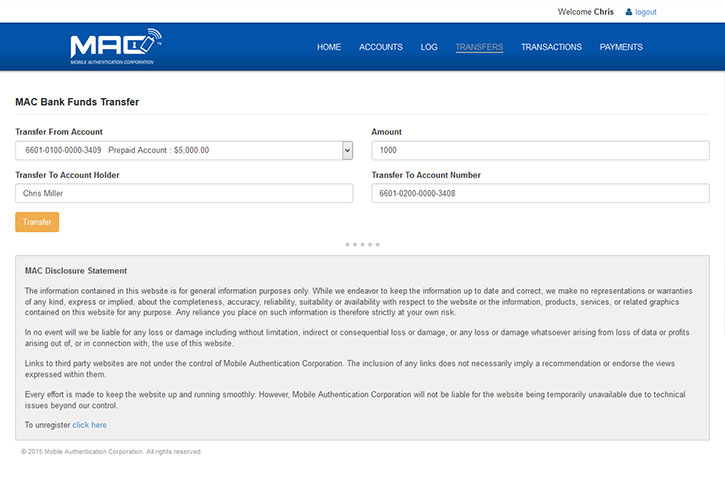 Welcome Chris logout
MAC TM
MOBILE AUTHENTICATION CORPORATION
HOME ACCOUNTS LOG TRANSFERS TRANSACTIONS PAYMENTS
MAC Bank Funds Transfer
Transfer From Account Amount
6601-0100-0000-3409 Prepaid Account : $5,000.00 1000
Transfer To Account Holder Transfer To Account Number
Chris Miller 6601-0200-0000-3408
Transfer
MAC Disclosure Statement
The information contained in this website is for general information purposes only. While we endeavor to keep the information up to date and correct, we make no representations or warranties
of any kind, express or implied, about the completeness, accuracy, reliability, suitability or availability with respect to the website or the information, products, services, or related graphics
contained on this website for any purpose. Any reliance you place on such information is therefore strictly at your own risk.
In no event will we be liable for any loss or damage including without limitation, indirect or consequential loss or damage, or any loss or damage whatsoever arising from loss of data or profits
arising out of, or in connection with, the use of this website.
Links to third party websites are not under the control of Mobile Authentication Corporation. The inclusion of any links does not necessarily imply a recommendation or endorse the views
expressed within them.
Every effort is made to keep the website up and running smoothly. However, Mobile Authentication Corporation will not be liable for the website being temporarily unavailable due to technical
issues beyond our control.
To unregister click here
© 2015 Mobile Authentication Corporation. All rights reserved.